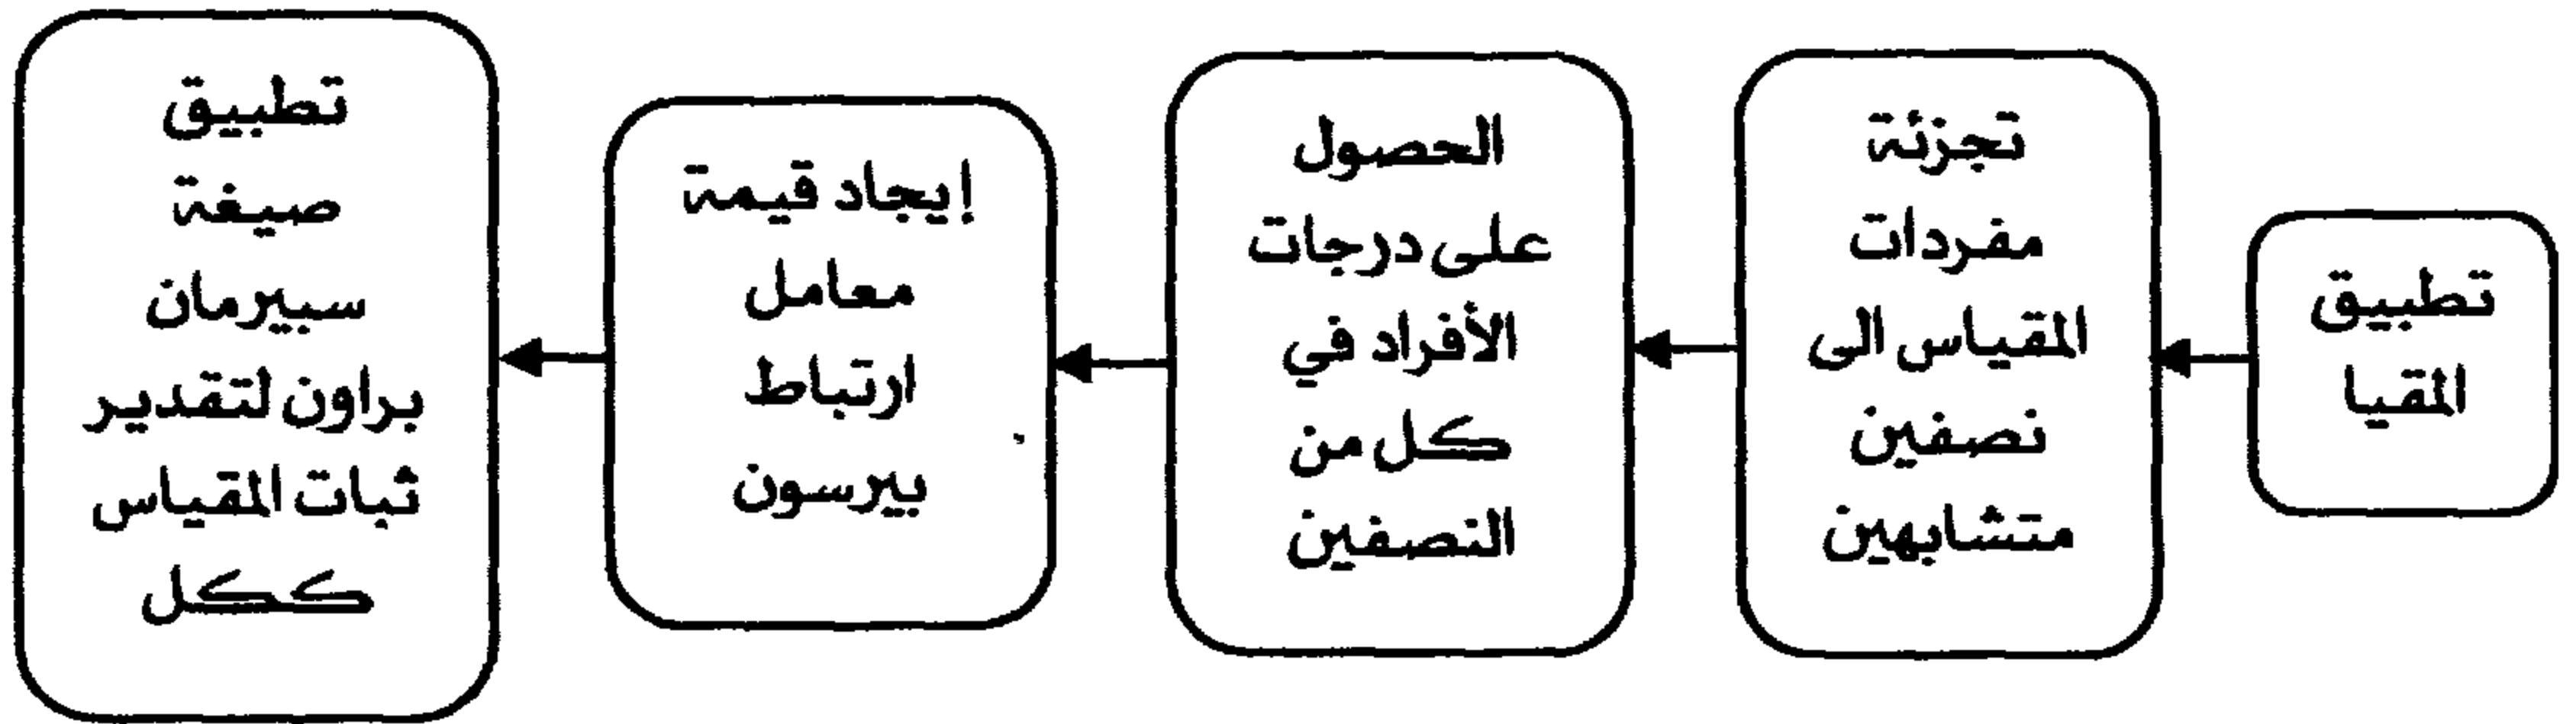 تطبيق
المقيا
تجزئة
مفردات
المقياس الى
نصفين
متشابهين
الحصول
على درجات
الأفراد في
كل من
النصفين
إيجاد قيمة
معامل
ارتباط
بيرسون
تطبيق
صيغة
سبيرمان
براون لتقدير
ثبات المقياس
ككل